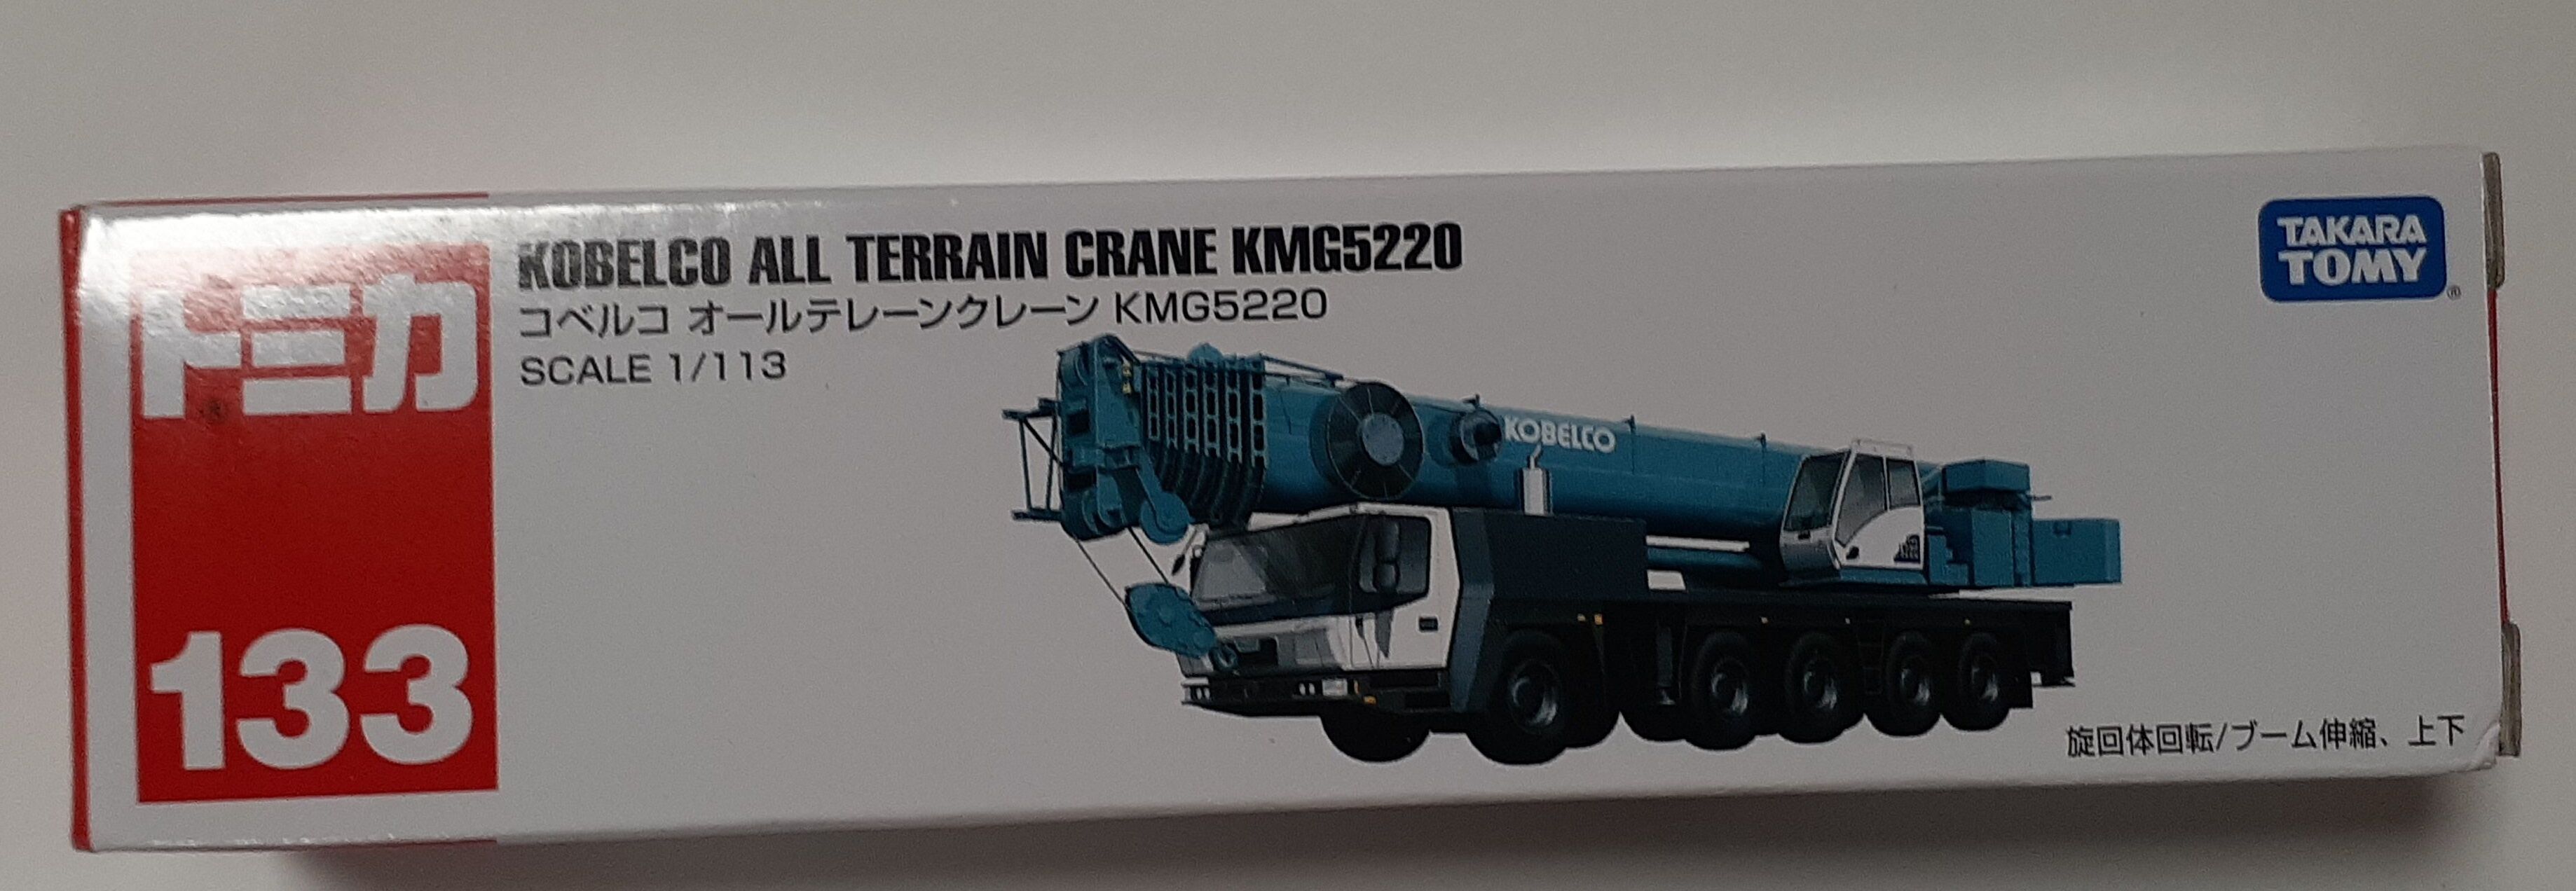 トミカ
133
KOBELCO ALL TERRAIN CRANE KMG5220
コベルコ オールテレーンクレーン KMG5220
SCALE 1/113
KOBELCO
TAKARA
TOMY
®
旋回体回転/ブーム伸縮、上下